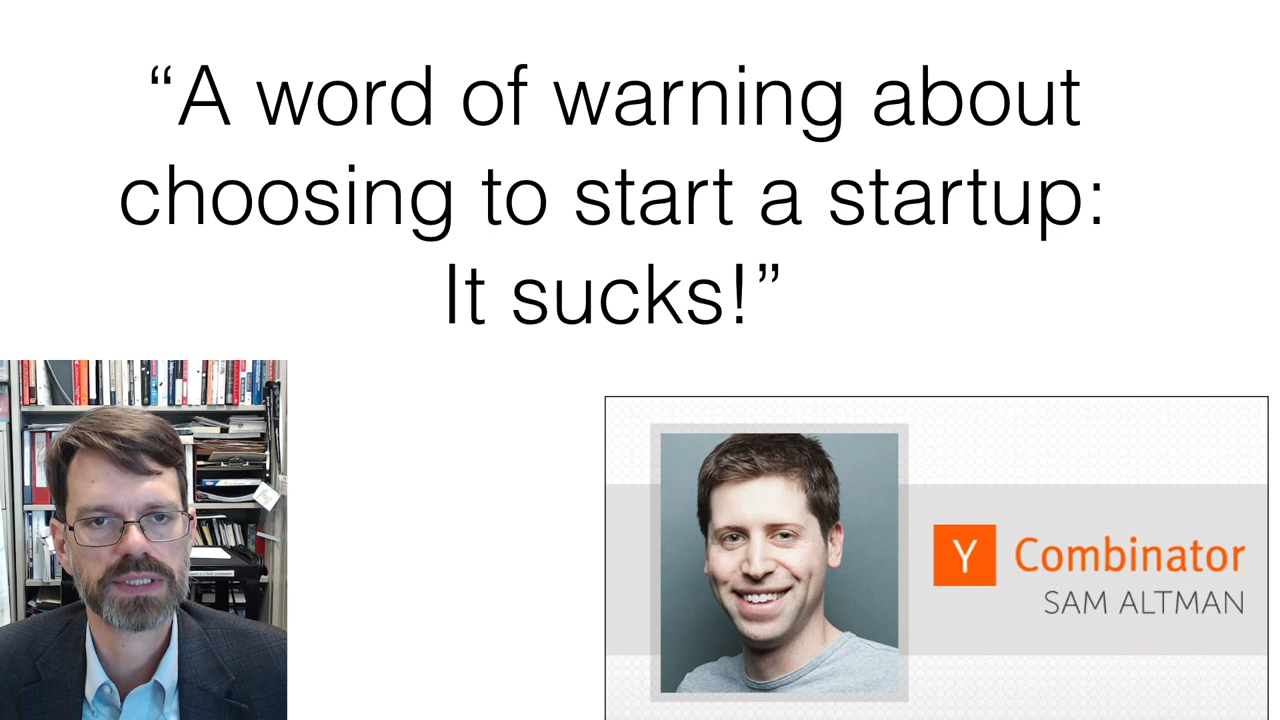 “A word of warning about
choosing to start a startup:
It sucks!”
Y Combinator
SAM ALTMAN